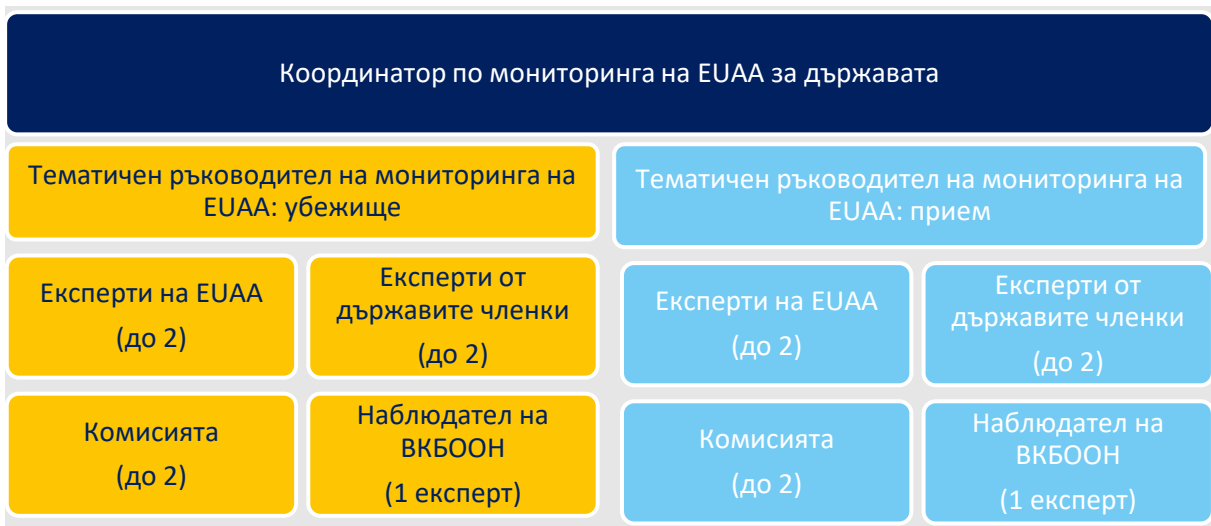 Координатор по мониторинга на EUAA за държавата
Тематичен ръководител на мониторинга на
EUAA: убежище
Тематичен ръководител на мониторинга на
EUAA: прием
Експерти на EUAA
(до 2)
Експерти от
държавите членки
(до 2)
Експерти на EUAA
(до 2)
Експерти от
държавите членки
(до 2)
Комисията
(до 2)
Наблюдател на
ВКБООН
(1 експерт)
Комисията
(до 2)
Наблюдател на
ВКБООН
(1 експерт)